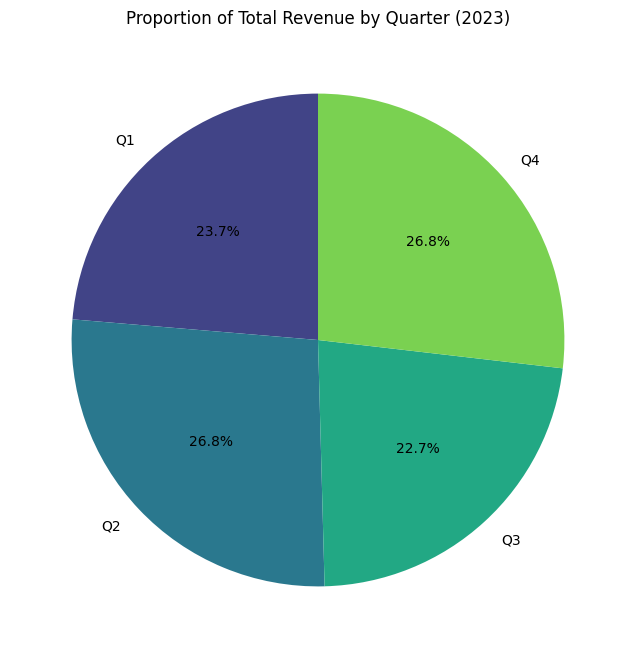 Proportion of Total Revenue by Quarter (2023)
Q1
Q4
23.7%
26.8%
26.8%
22.7%
Q2
Q3